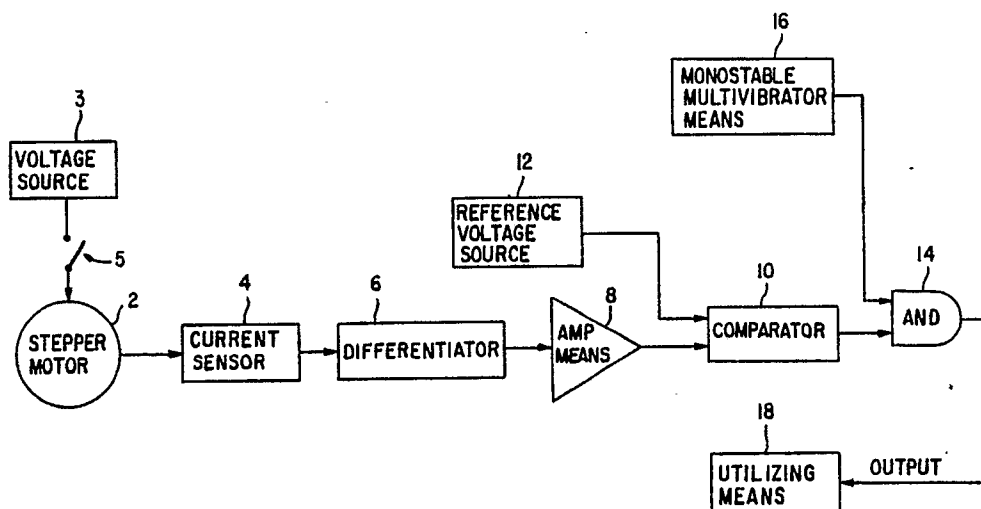 16
MONOSTABLE
MULTIVIBRATOR
MEANS
3
VOLTAGE
SOURCE
12
REFERENCE
VOLTAGE
SOURCE
5
14
AND
2
STEPPER
MOTOR
4
CURRENT
SENSOR
6
DIFFERENTIATOR
8
AMP
MEANS
10
COMPARATOR
18
UTILIZING
MEANS
OUTPUT